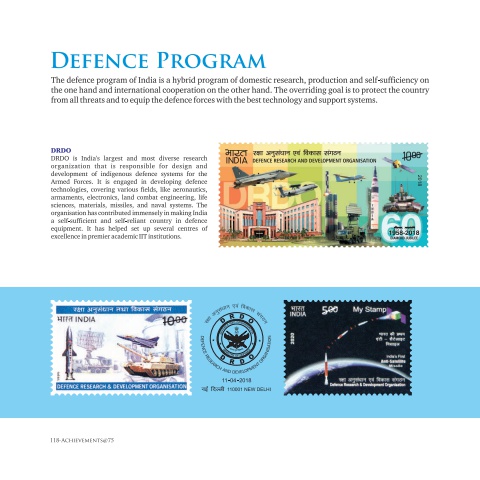 Defence Program
The defence program of India is a hybrid program of domestic research, production and self-sufficiency on
the one hand and international cooperation on the other hand. The overriding goal is to protect the country
from all threats and to equip the defence forces with the best technology and support systems.
DRDO
DRDO is India's largest and most diverse research
organization that is responsible for design and
development of indigenous defence systems for the
Armed Forces. It is engaged in developing defence
technologies, covering various fields, like aeronautics,
armaments, electronics, land combat engineering, life
sciences, materials, missiles, and naval systems. The
organisation has contributed immensely in making India
a self-sufficient and self-reliant country in defence
equipment. It has helped set up several centres of
excellence in premier academic IIT institutions.
भारत रक्षा अनुसंधान एवं विकास संगठन
INDIA DEFENCE RESEARCH AND DEVELOPMENT ORGANISATION
1000
2018
DRDO
60
1958-2018
DIAMOND JUBILEE
रक्षा अनुसंधान तथा विकास संगठन
भारत INDIA
1000
DEFENCE RESEARCH & DEVELOPMENT ORGANISATION
रक्षा अनुसंधान एवं विकास संगठन
DRDO
DRDO
DEFENCE RESEARCH AND DEVELOPMENT ORGANISATION
11-04-2018
नई दिल्ली 110001 NEW DELHI
भारत
INDIA
500
My Stamp
2020
भारत की प्रथम
एंटी - सैटेलाइट
मिसाइल
India's First
Anti Satellite
Missile
रक्षा अनुसंधान एवं विकास संगठन
Defence Research & Development Organisation
118-Achievements@75